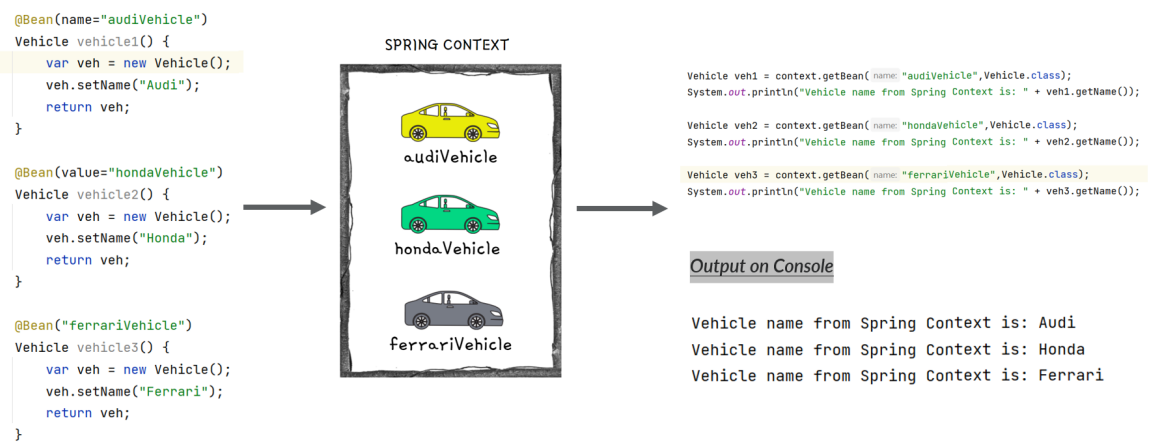 @Bean(name="audiVehicle")
Vehicle vehicle1() {
    var veh = new Vehicle();
    veh.setName("Audi");
    return veh;
}
@Bean(value="hondaVehicle")
Vehicle vehicle2() {
    var veh = new Vehicle();
    veh.setName("Honda");
    return veh;
}
@Bean("ferrariVehicle")
Vehicle vehicle3() {
    var veh = new Vehicle();
    veh.setName("Ferrari");
    return veh;
}
SPRING CONTEXT
audiVehicle
hondaVehicle
ferrariVehicle
Vehicle veh1 = context.getBean( name: "audiVehicle",Vehicle.class);
System.out.println("Vehicle name from Spring Context is: " + veh1.getName());
Vehicle veh2 = context.getBean( name: "hondaVehicle",Vehicle.class);
System.out.println("Vehicle name from Spring Context is: " + veh2.getName());
Vehicle veh3 = context.getBean( name: "ferrariVehicle",Vehicle.class);
System.out.println("Vehicle name from Spring Context is: " + veh3.getName());
Output on Console
Vehicle name from Spring Context is: Audi
Vehicle name from Spring Context is: Honda
Vehicle name from Spring Context is: Ferrari